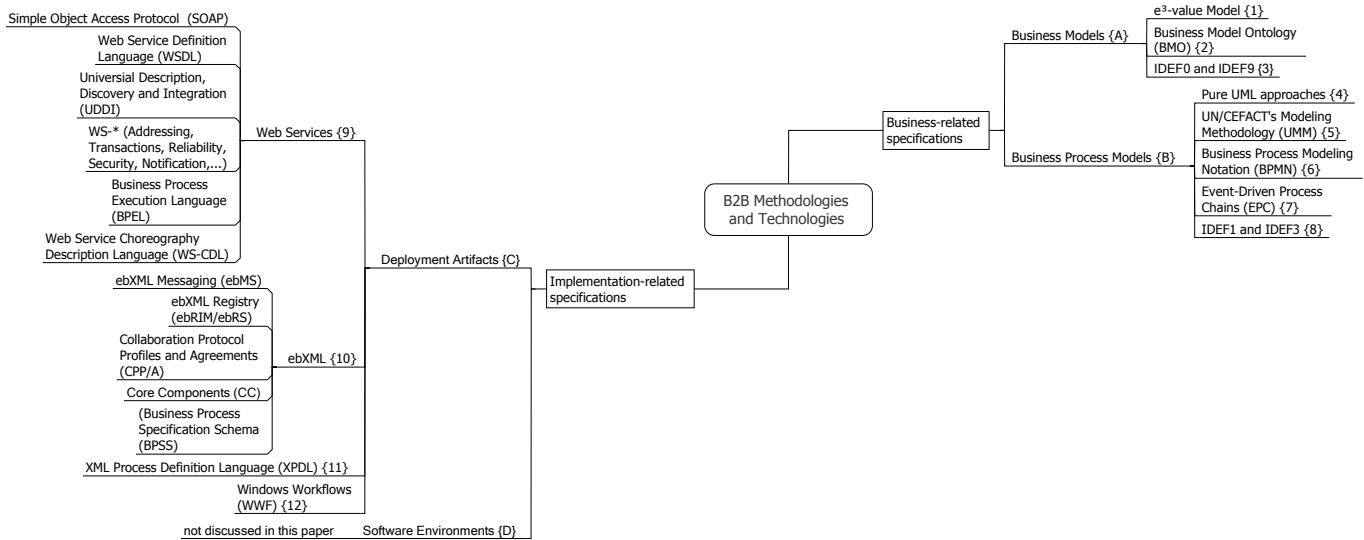 Simple Object Access Protocol  (SOAP)
Web Service Definition
Language (WSDL)
Universial Description,
Discovery and Integration
(UDDI)
WS-* (Addressing,
Transactions, Reliability,
Security, Notification,...)
Business Process
Execution Language
(BPEL)
Web Service Choreography
Description Language (WS-CDL)
Web Services {9}
ebXML Messaging (ebMS)
ebXML Registry
(ebRIM/ebRS)
Collaboration Protocol
Profiles and Agreements
(CPP/A)
Core Components (CC)
(Business Process
Specification Schema
(BPSS)
ebXML {10}
XML Process Definition Language (XPDL) {11}
Windows Workflows
(WWF) {12}
Deployment Artifacts {C}
not discussed in this paper
Software Environments {D}
Implementation-related
specifications
B2B Methodologies
and Technologies
Business-related
specifications
Business Models {A}
e³-value Model {1}
Business Model Ontology
(BMO) {2}
IDEF0 and IDEF9 {3}
Business Process Models {B}
Pure UML approaches {4}
UN/CEFACT's Modeling
Methodology (UMM) {5}
Business Process Modeling
Notation (BPMN) {6}
Event-Driven Process
Chains (EPC) {7}
IDEF1 and IDEF3 {8}